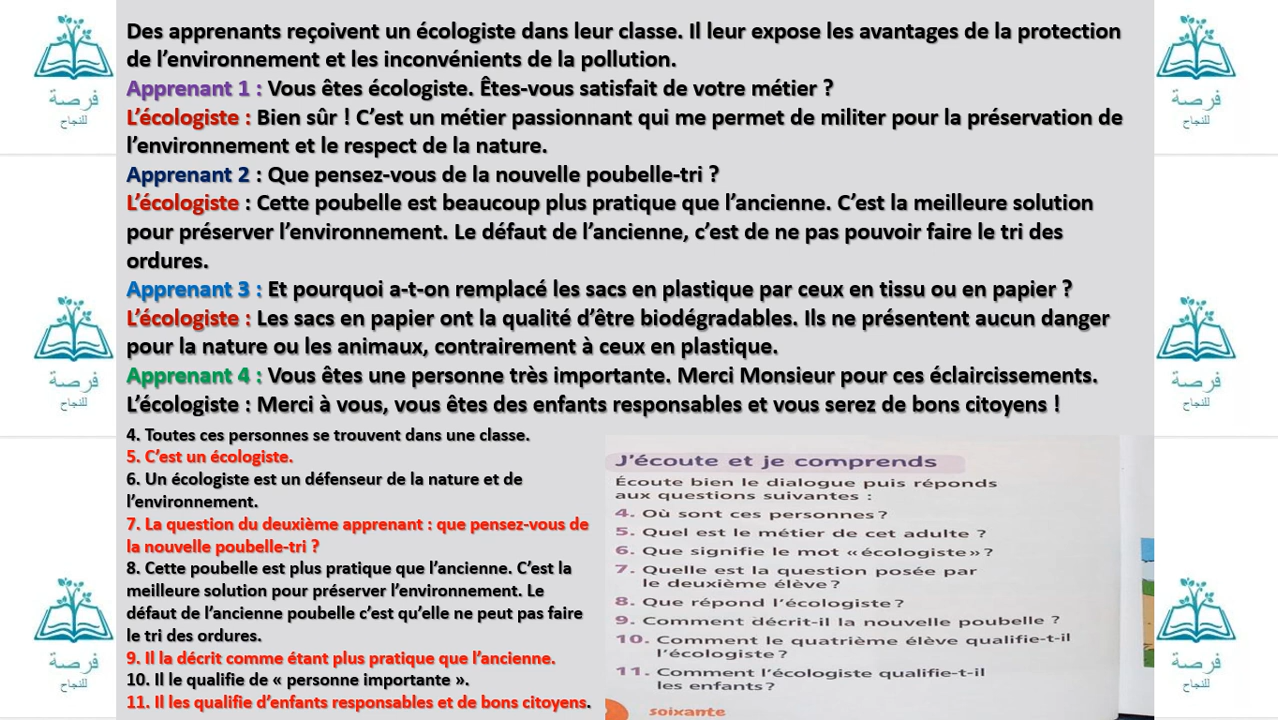 Des apprenants reçoivent un écologiste dans leur classe. Il leur expose les avantages de la protection
de l’environnement et les inconvénients de la pollution.
Apprenant 1 : Vous êtes écologiste. Êtes-vous satisfait de votre métier ?
L’écologiste : Bien sûr ! C’est un métier passionnant qui me permet de militer pour la préservation de
l’environnement et le respect de la nature.
Apprenant 2 : Que pensez-vous de la nouvelle poubelle-tri ?
L’écologiste : Cette poubelle est beaucoup plus pratique que l’ancienne. C’est la meilleure solution
pour préserver l’environnement. Le défaut de l’ancienne, c’est de ne pas pouvoir faire le tri des
ordures.
Apprenant 3 : Et pourquoi a-t-on remplacé les sacs en plastique par ceux en tissu ou en papier ?
L’écologiste : Les sacs en papier ont la qualité d’être biodégradables. Ils ne présentent aucun danger
pour la nature ou les animaux, contrairement à ceux en plastique.
Apprenant 4 : Vous êtes une personne très importante. Merci Monsieur pour ces éclaircissements.
L’écologiste : Merci à vous, vous êtes des enfants responsables et vous serez de bons citoyens !
4. Toutes ces personnes se trouvent dans une classe.
5. C’est un écologiste.
6. Un écologiste est un défenseur de la nature et de
l’environnement.
7. La question du deuxième apprenant : que pensez-vous de
la nouvelle poubelle-tri ?
8. Cette poubelle est plus pratique que l’ancienne. C’est la
meilleure solution pour préserver l’environnement. Le
défaut de l’ancienne poubelle c’est qu’elle ne peut pas faire
le tri des ordures.
9. Il la décrit comme étant plus pratique que l’ancienne.
10. Il le qualifie de « personne importante ».
11. Il les qualifie d’enfants responsables et de bons citoyens.
J’écoute et je comprends
Écoute bien le dialogue puis réponds
aux questions suivantes :
4. Où sont ces personnes ?
5. Quel est le métier de cet adulte ?
6. Que signifie le mot « écologiste » ?
7. Quelle est la question posée par
le deuxième élève ?
8. Que répond l’écologiste ?
9. Comment décrit-il la nouvelle poubelle ?
10. Comment le quatrième élève qualifie-t-il
l’écologiste ?
11. Comment l’écologiste qualifie-t-il
les enfants ?
soixante
فرصة
للنجاح
فرصة
للنجاح
فرصة
للنجاح
فرصة
للنجاح
فرصة
للنجاح
فرصة
للنجاح